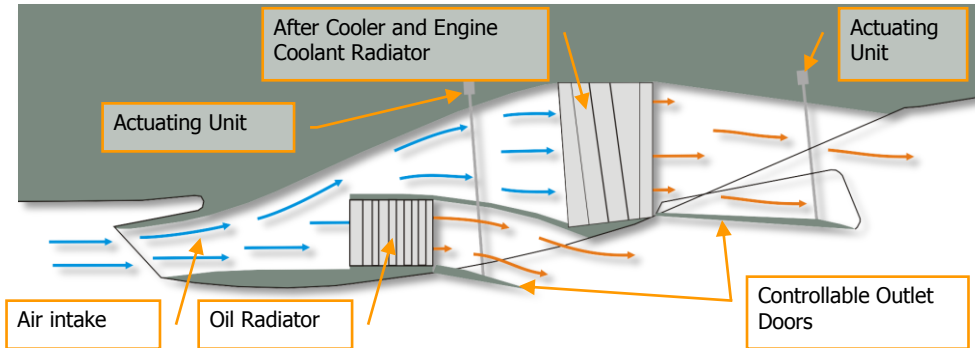 After Cooler and Engine
Coolant Radiator
Actuating
Unit
Actuating Unit
Air intake
Oil Radiator
Controllable Outlet
Doors